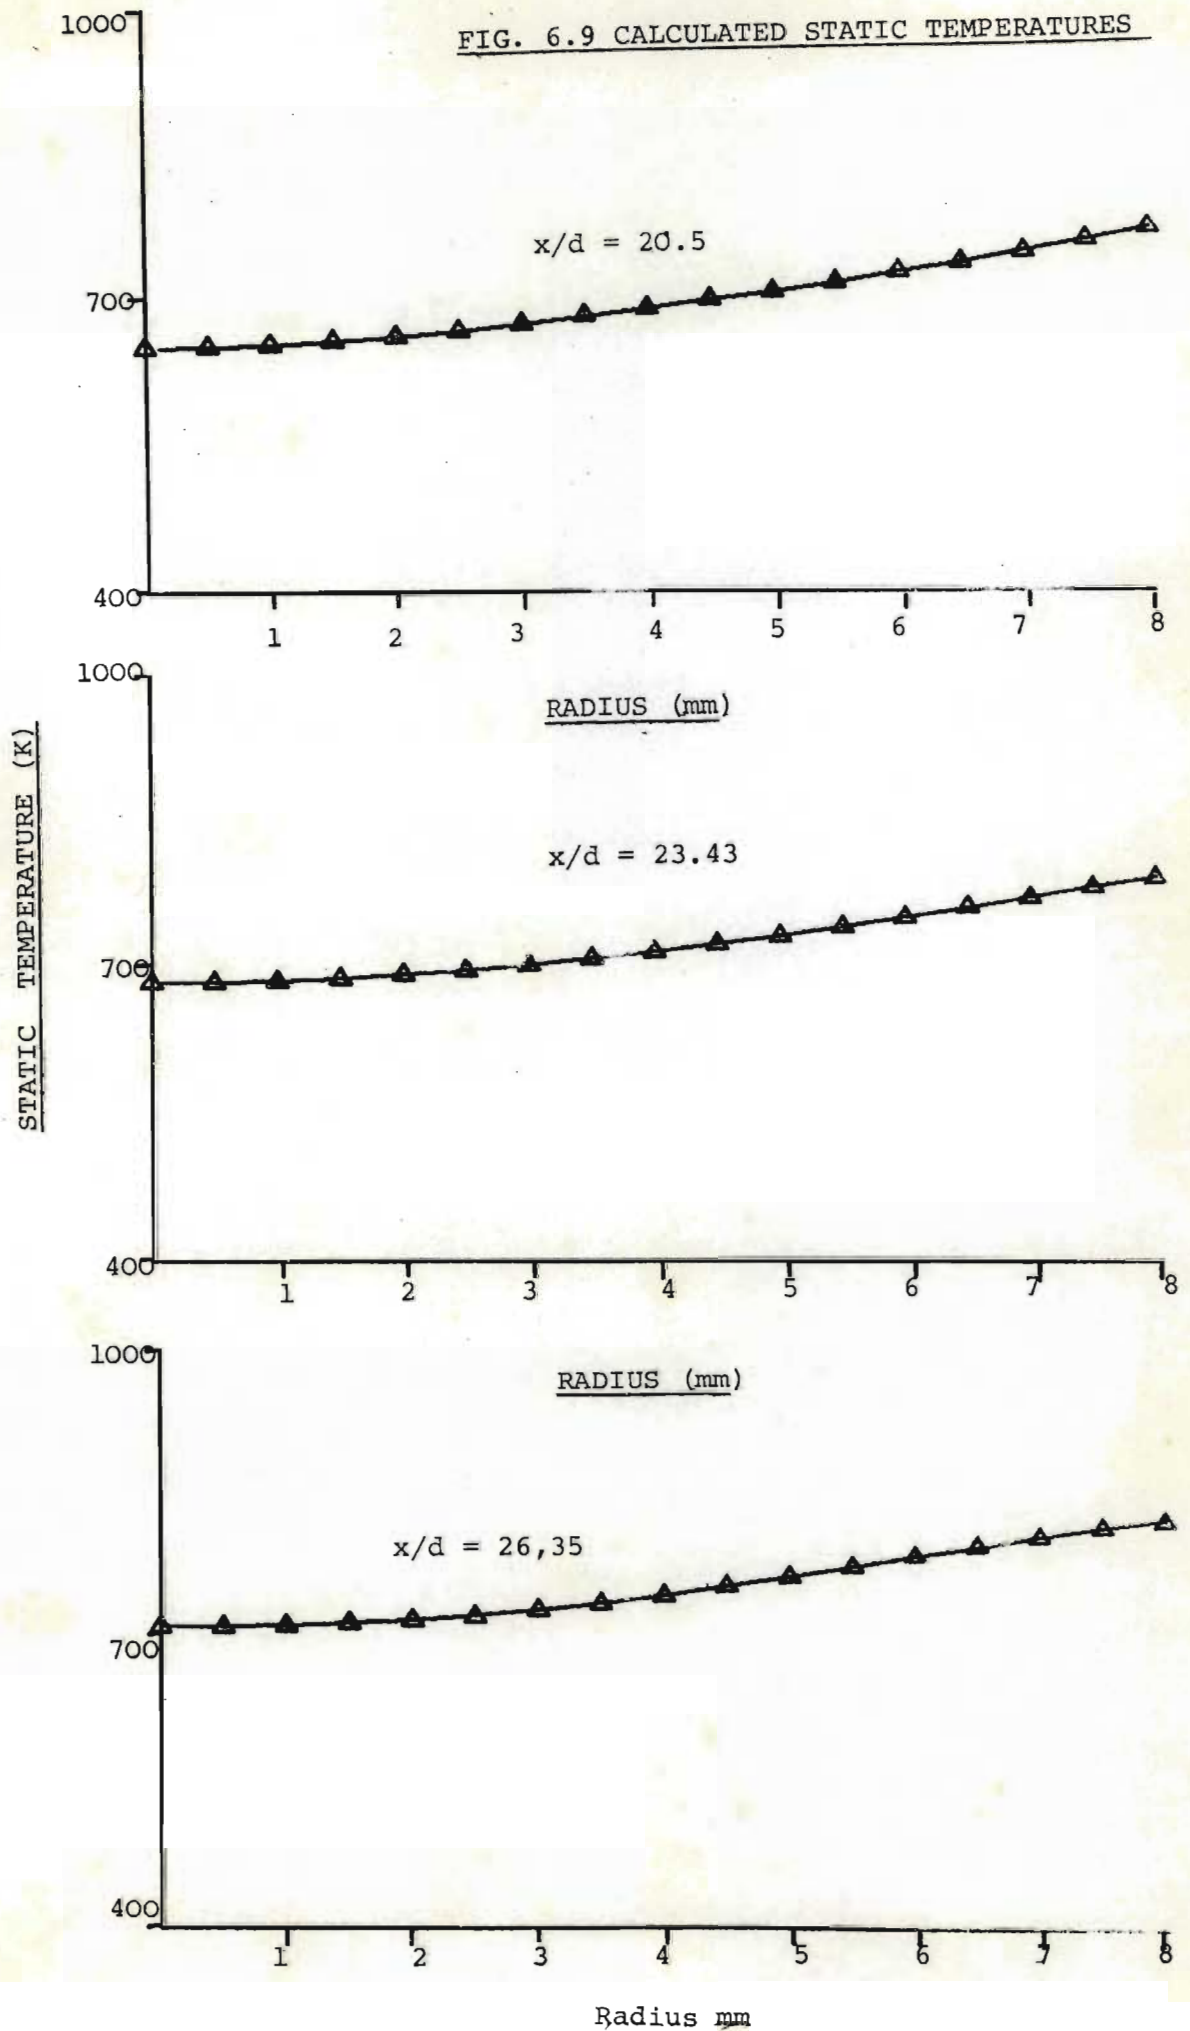 FIG. 6.9 CALCULATED STATIC TEMPERATURES
1000
x/d = 20.5
700
400
1 2 3 4 5 6 7 8
RADIUS (mm)
STATIC TEMPERATURE (K)
1000
x/d = 23.43
700
400
1 2 3 4 5 6 7 8
RADIUS (mm)
1000
x/d = 26,35
700
400
1 2 3 4 5 6 7 8
Radius mm